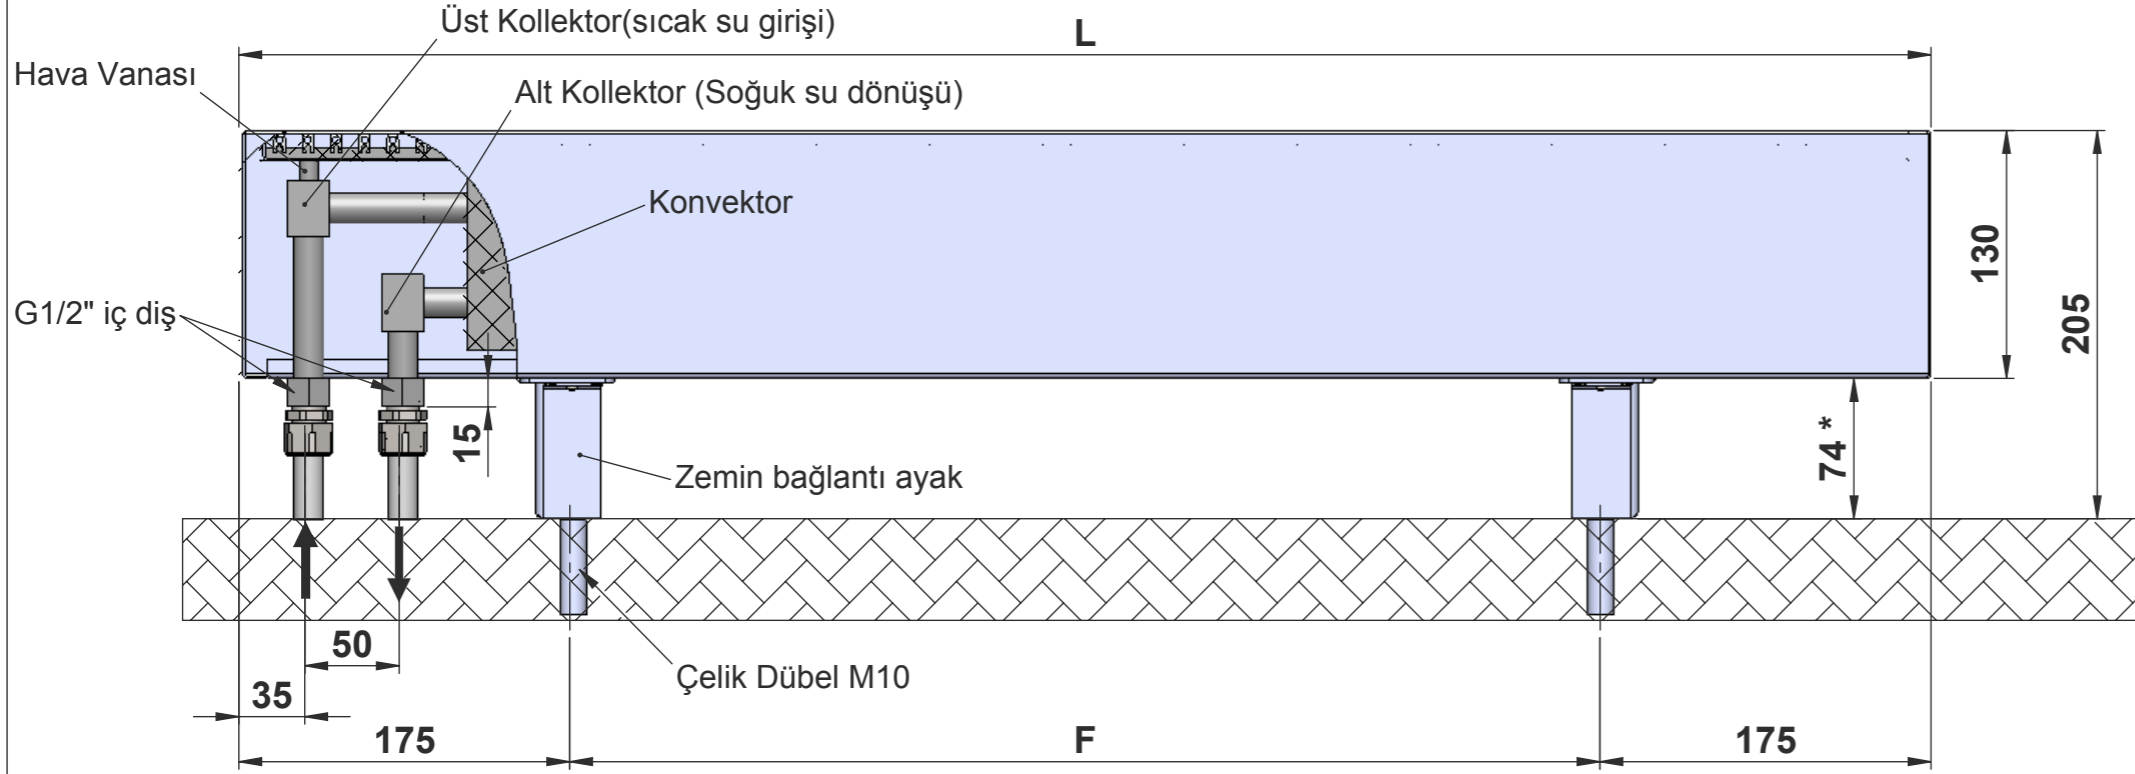 Üst Kollektor(sıcak su girişi)
L
Hava Vanası
Alt Kollektor (Soğuk su dönüşü)
Konvektor
130
205
G1/2" iç diş
15
74 *
Zemin bağlantı ayak
50
Çelik Dübel M10
35
175
F
175